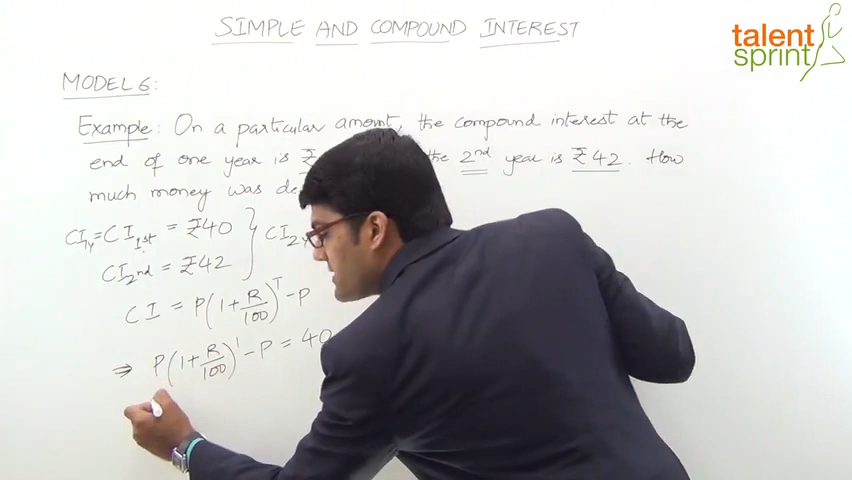 SIMPLE AND COMPOUND INTEREST
talent
sprint
MODEL 6:
Example: On a particular amount, the compound interest at the
end of one year is ₹ the 2nd year is ₹42. How
much money was
CI1y = CI1st = ₹40 } CI2y
CI2nd = ₹42
CI = P(1+R/100)^T - P
⇒ P(1+R/100)^1 - P = 40